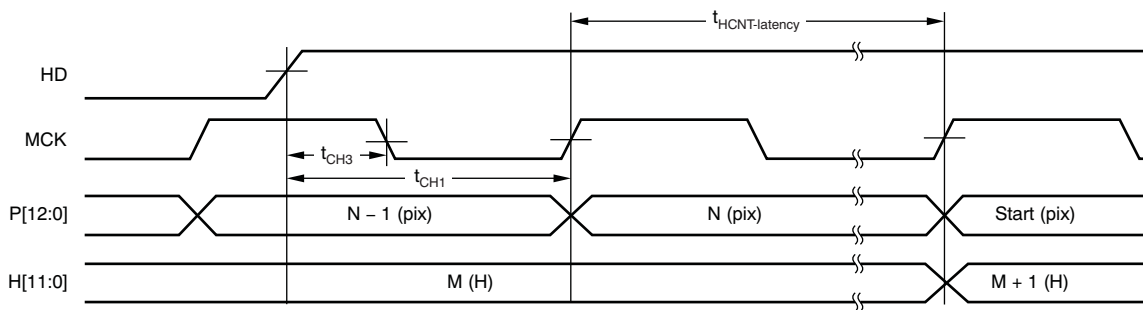 tHCNT-latency
HD
MCK
tCH3
tCH1
P[12:0]
N – 1 (pix)
N (pix)
Start (pix)
H[11:0]
M (H)
M + 1 (H)